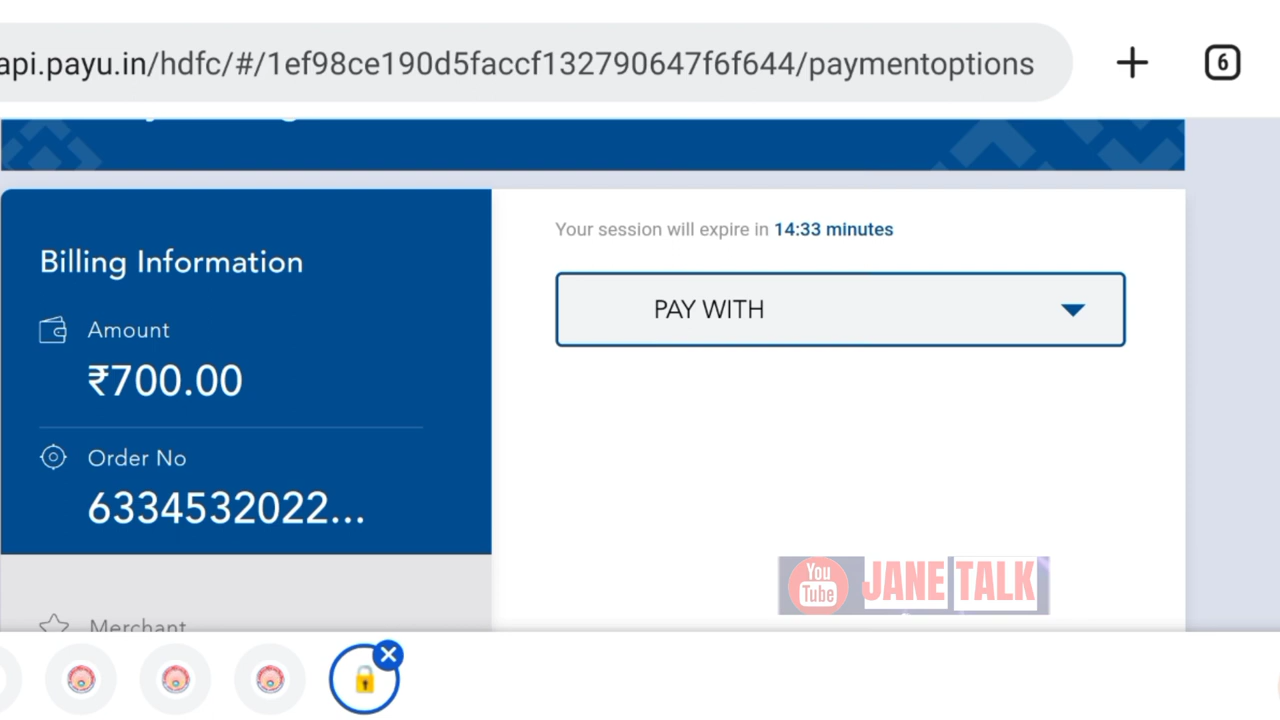 api.payu.in/hdfc/#/1ef98ce190d5faccf132790647f6f644/paymentoptions
6
Your session will expire in 14:33 minutes
Billing Information
PAY WITH
Amount
₹700.00
Order No
6334532022...
You
Tube
JANE TALK
Merchant